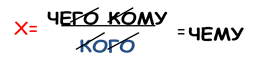 X= ЧЕГО КОМУ = ЧЕМУ
КОГО